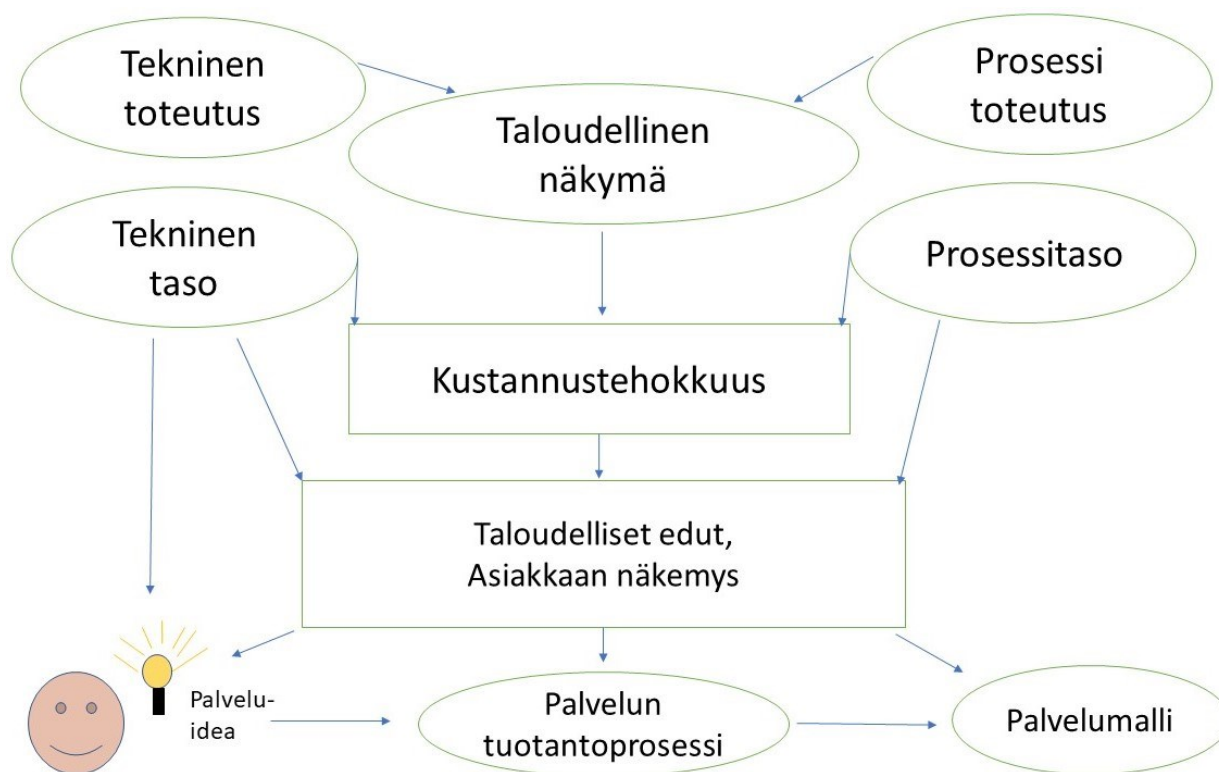 Tekninen
toteutus
Taloudellinen
näkymä
Prosessi
toteutus
Tekninen
taso
Prosessitaso
Kustannustehokkuus
Taloudelliset edut,
Asiakkaan näkemys
Palvelu-
idea
Palvelun
tuotantoprosessi
Palvelumalli